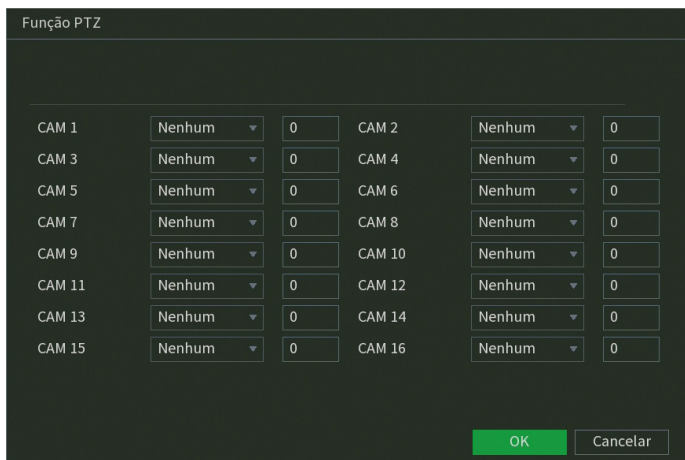 Função PTZ
CAM 1 Nenhum 0 CAM 2 Nenhum 0
CAM 3 Nenhum 0 CAM 4 Nenhum 0
CAM 5 Nenhum 0 CAM 6 Nenhum 0
CAM 7 Nenhum 0 CAM 8 Nenhum 0
CAM 9 Nenhum 0 CAM 10 Nenhum 0
CAM 11 Nenhum 0 CAM 12 Nenhum 0
CAM 13 Nenhum 0 CAM 14 Nenhum 0
CAM 15 Nenhum 0 CAM 16 Nenhum 0
OK Cancelar